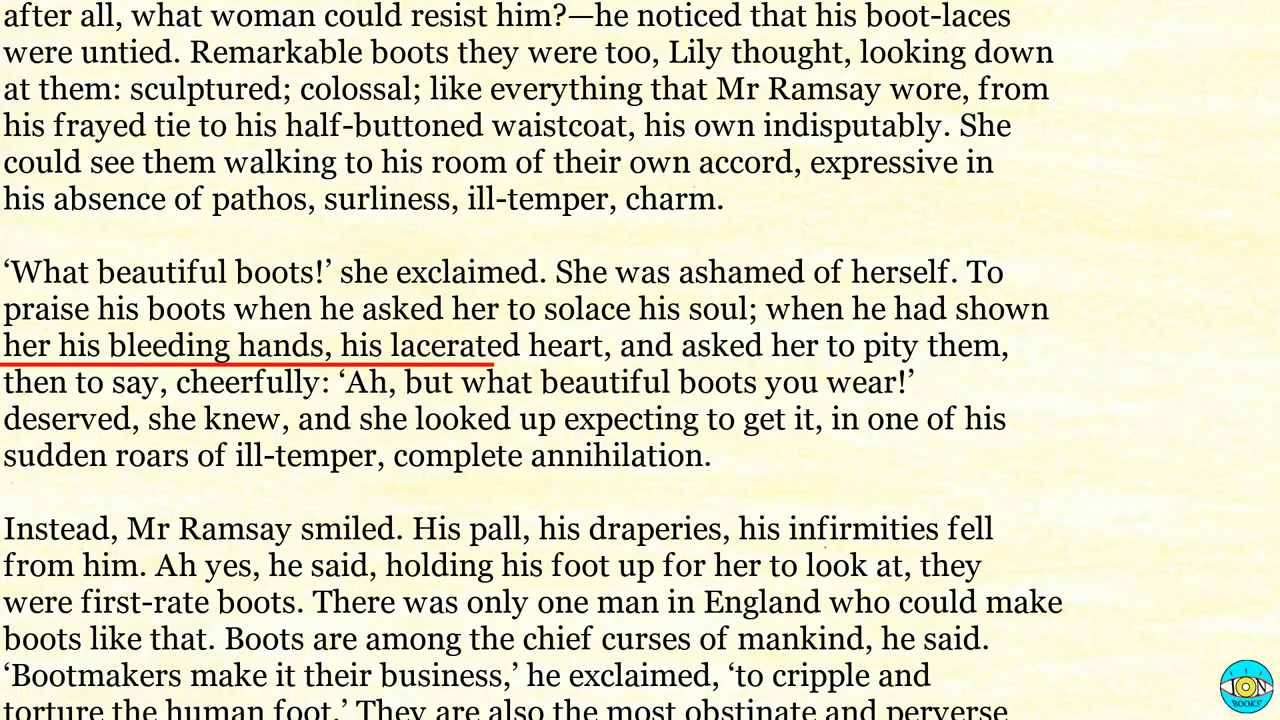 after all, what woman could resist him?—he noticed that his boot-laces
were untied. Remarkable boots they were too, Lily thought, looking down
at them: sculptured; colossal; like everything that Mr Ramsay wore, from
his frayed tie to his half-buttoned waistcoat, his own indisputably. She
could see them walking to his room of their own accord, expressive in
his absence of pathos, surliness, ill-temper, charm.
‘What beautiful boots!’ she exclaimed. She was ashamed of herself. To
praise his boots when he asked her to solace his soul; when he had shown
her his bleeding hands, his lacerated heart, and asked her to pity them,
then to say, cheerfully: ‘Ah, but what beautiful boots you wear!’
deserved, she knew, and she looked up expecting to get it, in one of his
sudden roars of ill-temper, complete annihilation.
Instead, Mr Ramsay smiled. His pall, his draperies, his infirmities fell
from him. Ah yes, he said, holding his foot up for her to look at, they
were first-rate boots. There was only one man in England who could make
boots like that. Boots are among the chief curses of mankind, he said.
‘Bootmakers make it their business,’ he exclaimed, ‘to cripple and
torture the human foot.’ They are also the most obstinate and perverse
ION
BOOKS